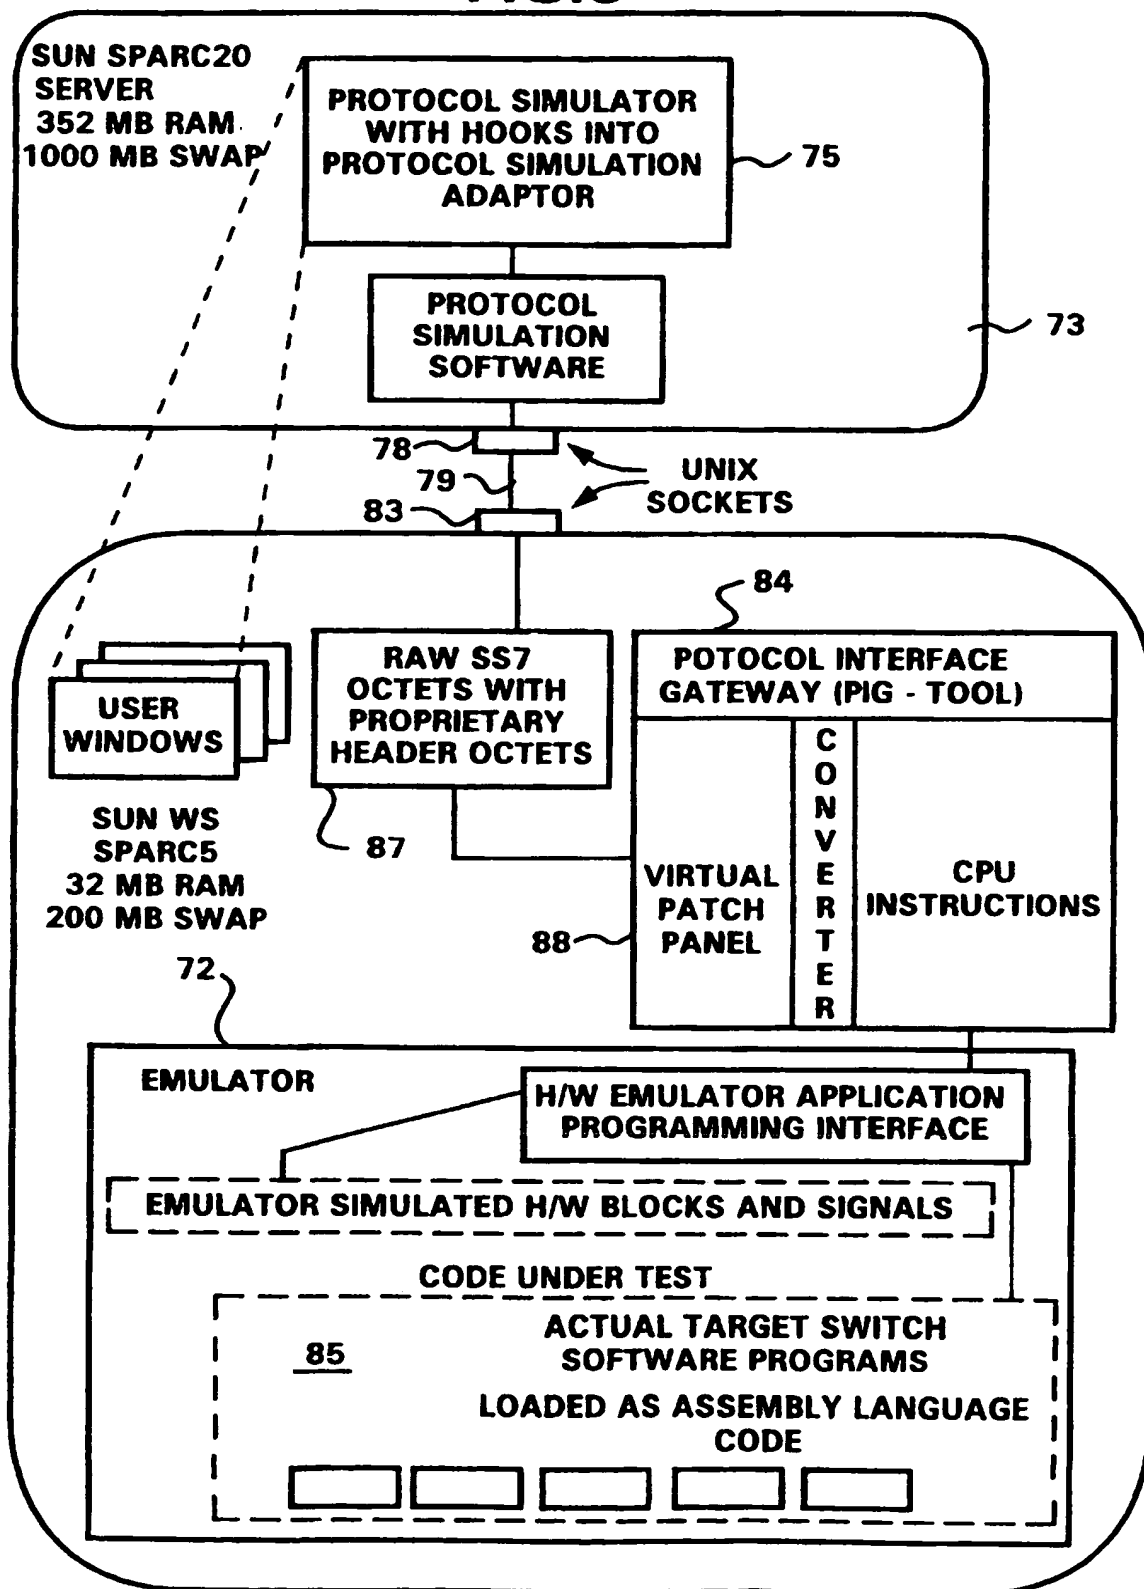 SUN SPARC20
SERVER
352 MB RAM
1000 MB SWAP
PROTOCOL SIMULATOR
WITH HOOKS INTO
PROTOCOL SIMULATION
ADAPTOR
75
PROTOCOL
SIMULATION
SOFTWARE
73
78
79
UNIX
SOCKETS
83
84
RAW SS7
OCTETS WITH
PROPRIETARY
HEADER OCTETS
POTOCOL INTERFACE
GATEWAY (PIG - TOOL)
USER
WINDOWS
CONVERTER
SUN WS
SPARC5
32 MB RAM
200 MB SWAP
87
VIRTUAL
PATCH
PANEL
CPU
INSTRUCTIONS
88
72
EMULATOR
H/W EMULATOR APPLICATION
PROGRAMMING INTERFACE
EMULATOR SIMULATED H/W BLOCKS AND SIGNALS
CODE UNDER TEST
85
ACTUAL TARGET SWITCH
SOFTWARE PROGRAMS
LOADED AS ASSEMBLY LANGUAGE
CODE